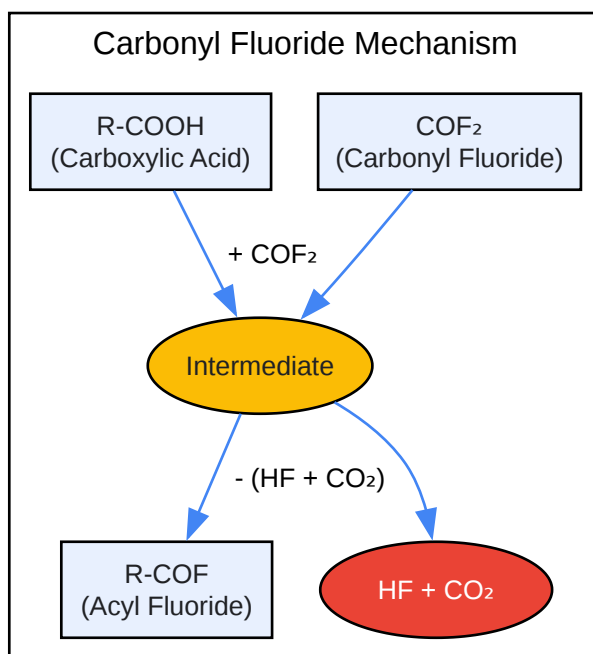 Carbonyl Fluoride Mechanism
R-COOH
(Carboxylic Acid)
COF₂
(Carbonyl Fluoride)
+ COF₂
Intermediate
- (HF + CO₂)
R-COF
(Acyl Fluoride)
HF + CO₂